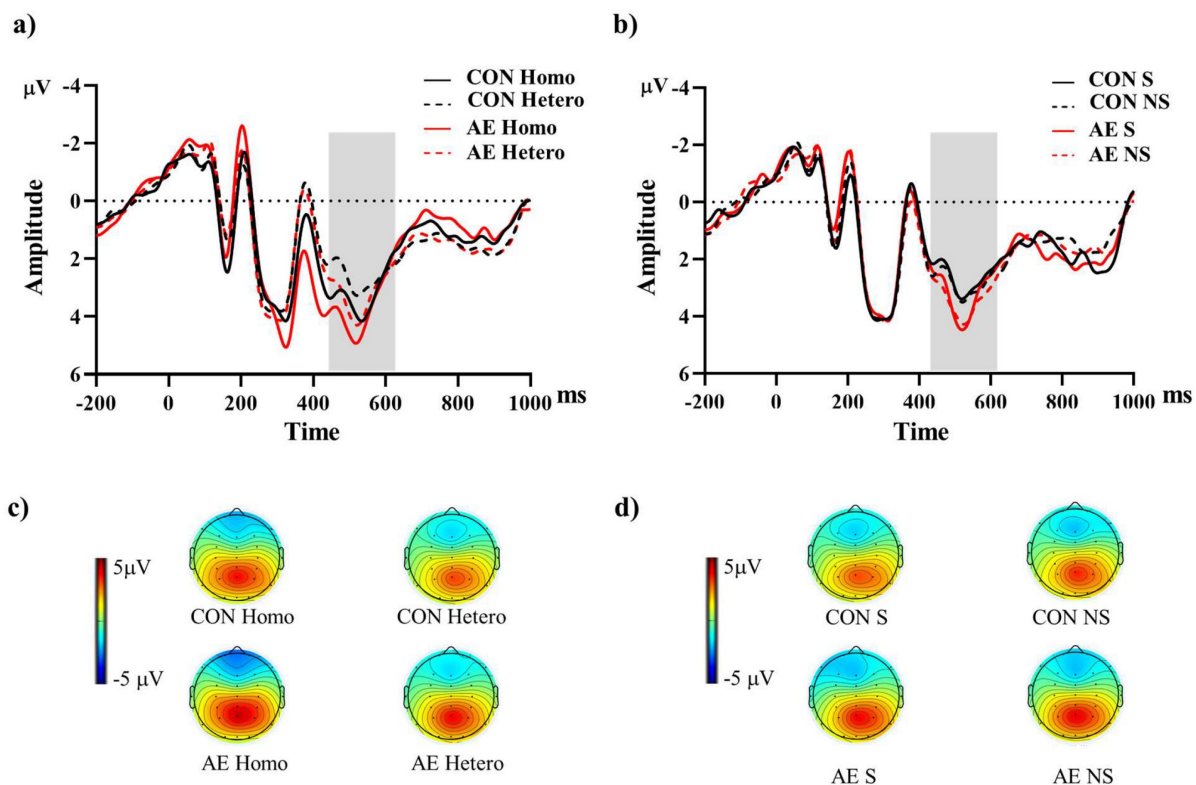 a)
μV
-4
-2
0
2
4
6
Amplitude
-200
0
200
400
600
800
1000
ms
Time
CON Homo
CON Hetero
AE Homo
AE Hetero
b)
μV
-4
-2
0
2
4
6
Amplitude
-200
0
200
400
600
800
1000
ms
Time
CON S
CON NS
AE S
AE NS
c)
5μV
-5 μV
CON Homo
CON Hetero
AE Homo
AE Hetero
d)
5μV
-5 μV
CON S
CON NS
AE S
AE NS